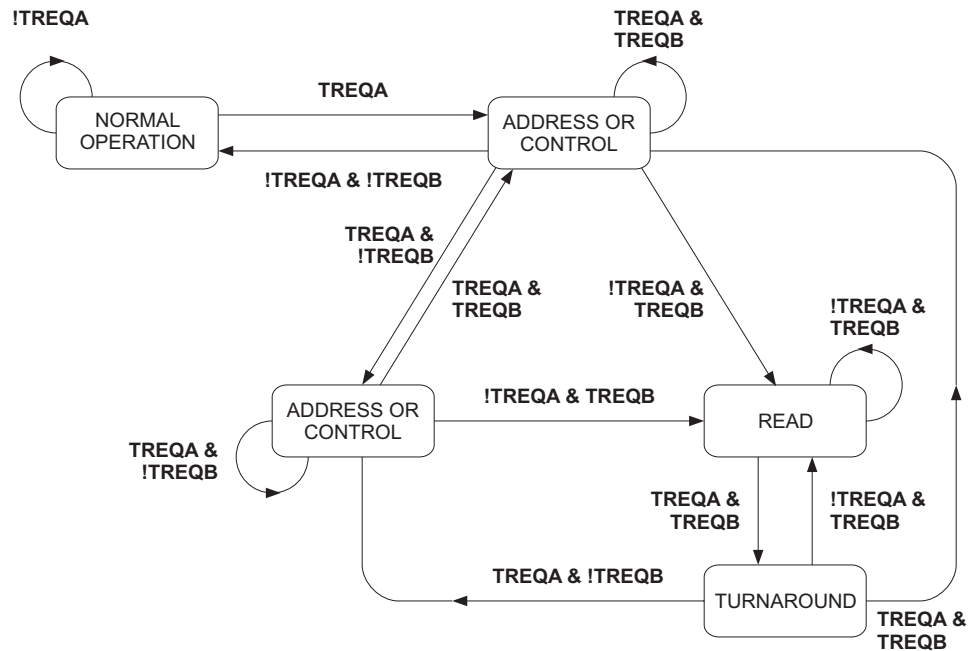 !TREQA
TREQA &
TREQB
TREQA
NORMAL
OPERATION
ADDRESS OR
CONTROL
!TREQA & !TREQB
TREQA &
!TREQB
TREQA &
TREQB
!TREQA &
TREQB
!TREQA &
TREQB
ADDRESS OR
CONTROL
!TREQA & TREQB
READ
TREQA &
!TREQB
TREQA &
TREQB
!TREQA &
TREQB
TREQA & !TREQB
TURNAROUND
TREQA &
TREQB